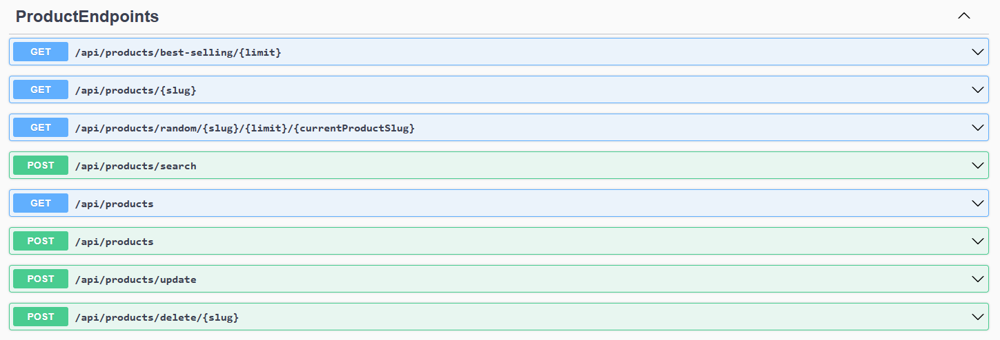 ProductEndpoints
GET /api/products/best-selling/{limit}
GET /api/products/{slug}
GET /api/products/random/{slug}/{limit}/{currentProductSlug}
POST /api/products/search
GET /api/products
POST /api/products
POST /api/products/update
POST /api/products/delete/{slug}